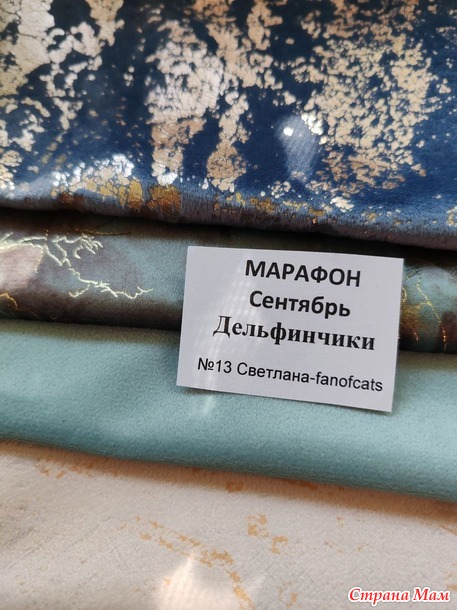 МАРАФОН
Сентябрь
Дельфинчики
№13 Светлана-fanofcats
Страна Мам